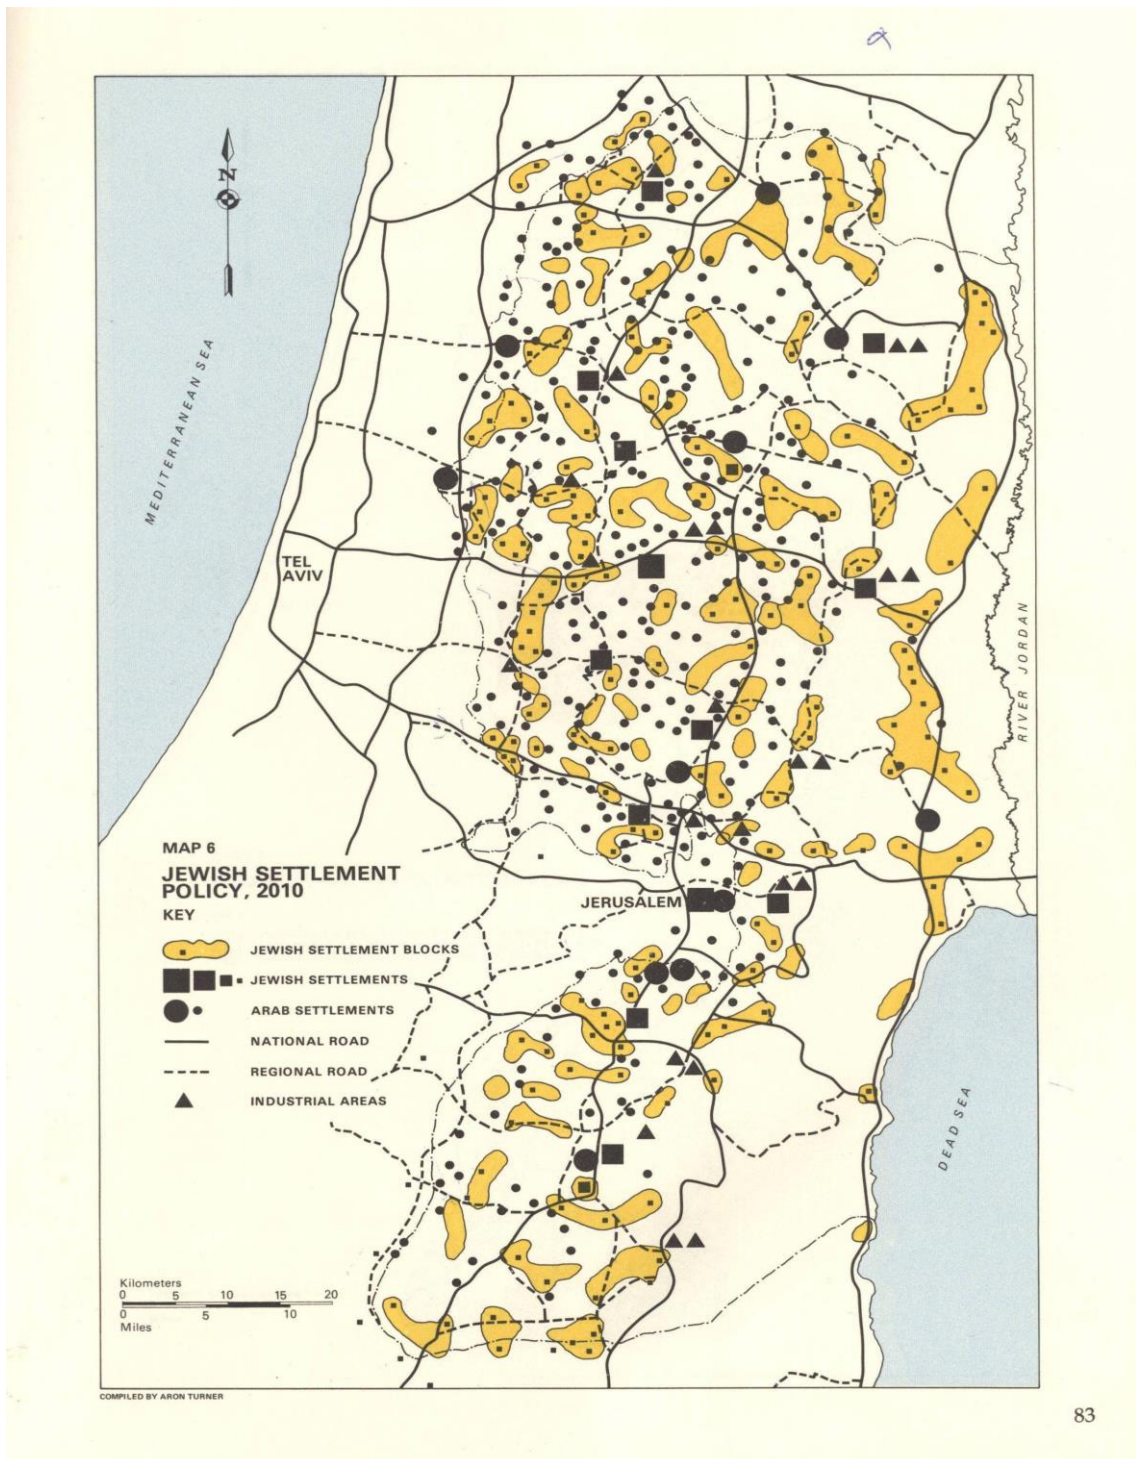 N
MEDITERRANEAN SEA
TEL
AVIV
RIVER JORDAN
MAP 6
JEWISH SETTLEMENT
POLICY, 2010
KEY
JERUSALEM
JEWISH SETTLEMENT BLOCKS
JEWISH SETTLEMENTS
ARAB SETTLEMENTS
NATIONAL ROAD
REGIONAL ROAD
INDUSTRIAL AREAS
DEAD SEA
Kilometers
0 5 10 15 20
0 5 10
Miles
COMPILED BY ARON TURNER
83